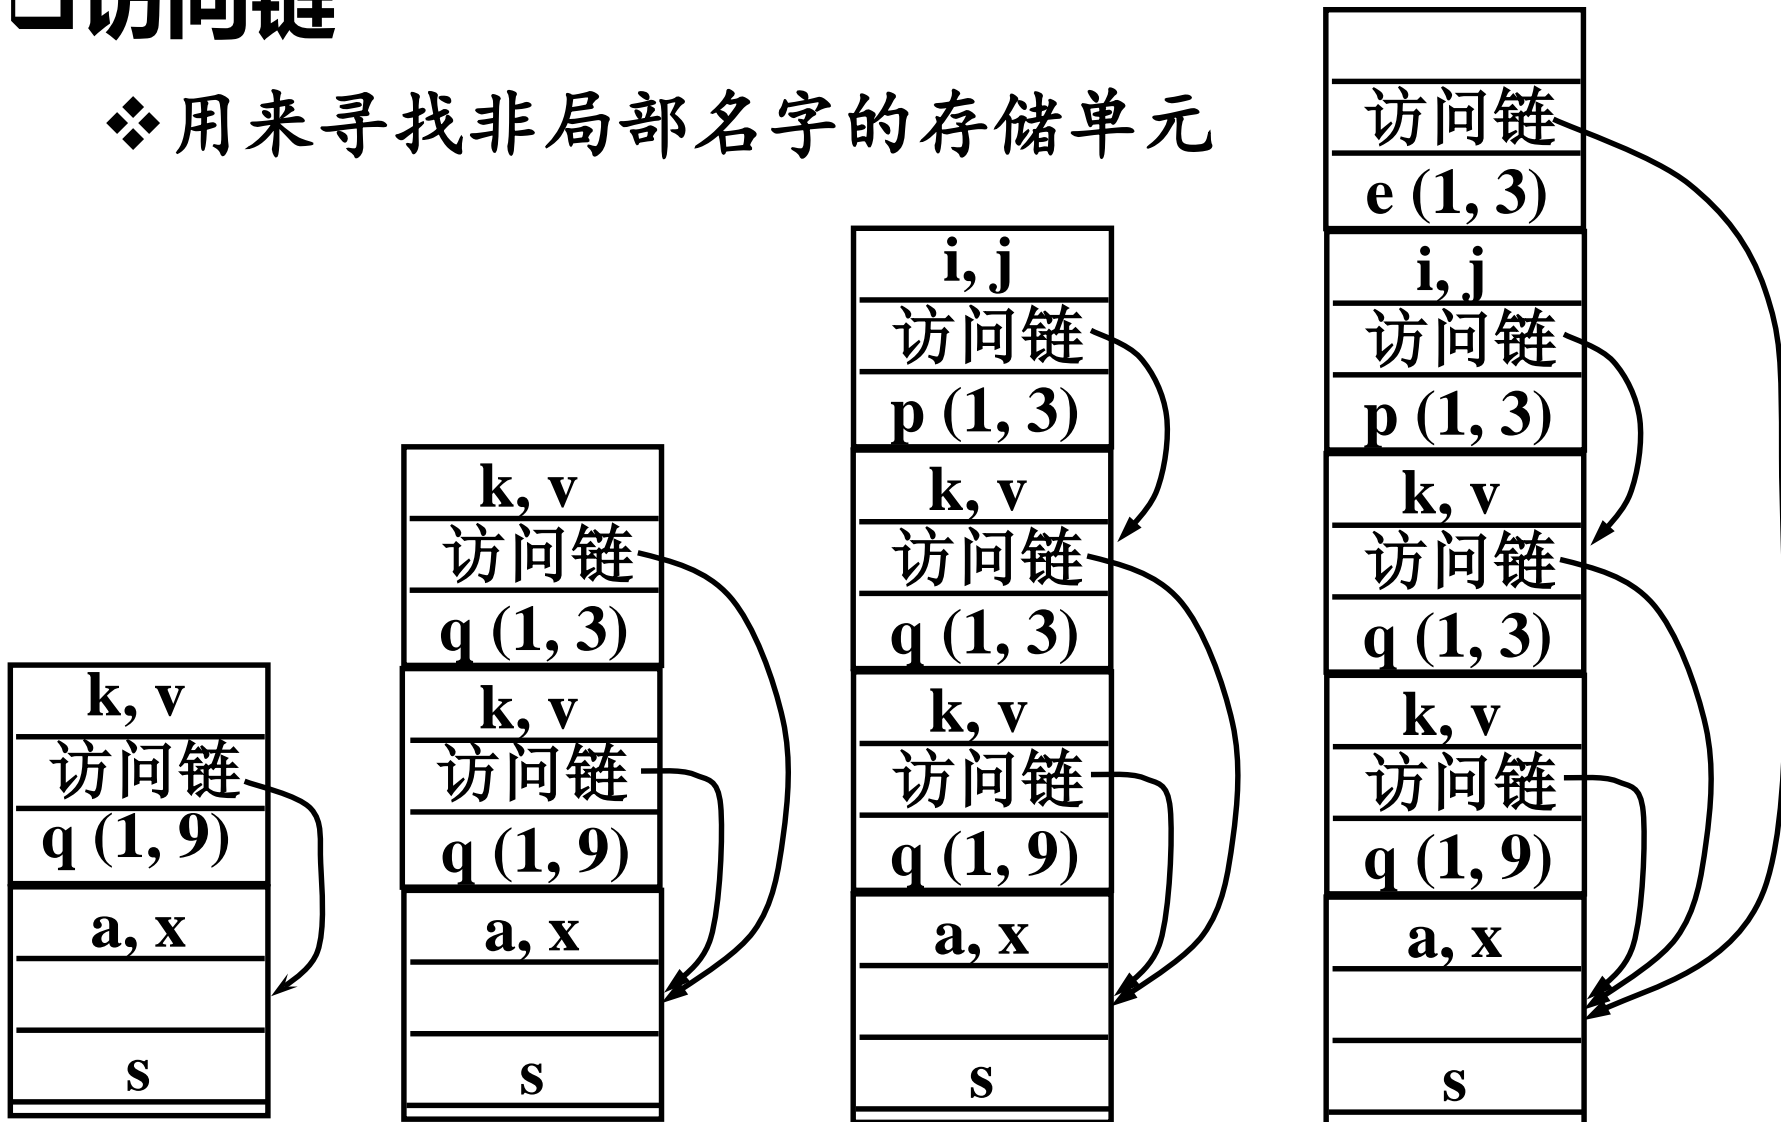 访问链
用来寻找非局部名字的存储单元
k, v
访问链
q (1, 9)
a, x
s
k, v
访问链
q (1, 3)
k, v
访问链
q (1, 9)
a, x
s
i, j
访问链
p (1, 3)
k, v
访问链
q (1, 3)
k, v
访问链
q (1, 9)
a, x
s
访问链
e (1, 3)
i, j
访问链
p (1, 3)
k, v
访问链
q (1, 3)
k, v
访问链
q (1, 9)
a, x
s